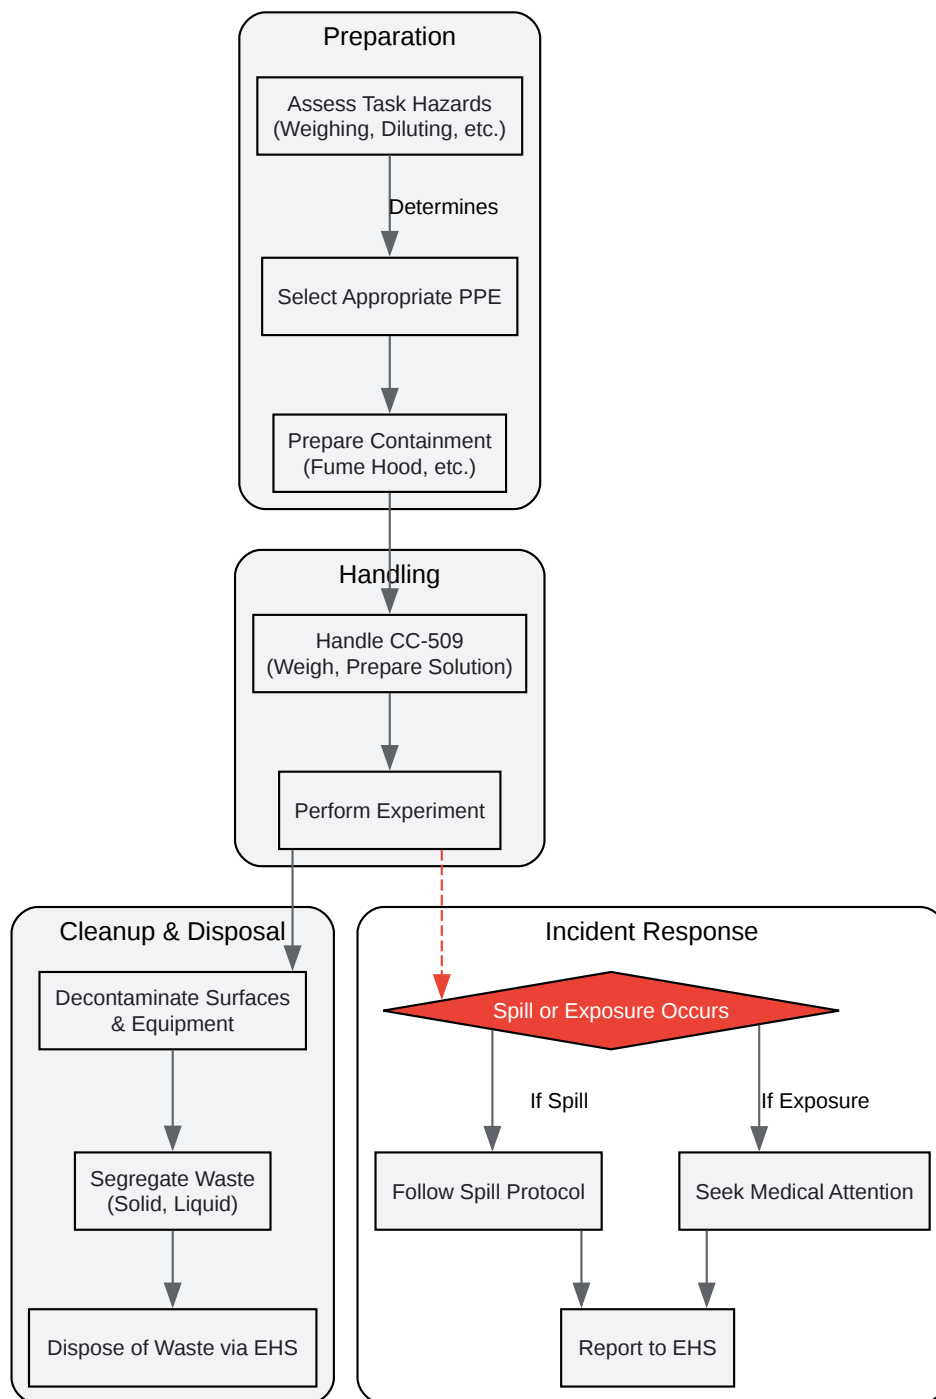 Preparation
Assess Task Hazards
(Weighing, Diluting, etc.)
Determines
Select Appropriate PPE
Prepare Containment
(Fume Hood, etc.)
Handling
Handle CC-509
(Weigh, Prepare Solution)
Perform Experiment
Cleanup & Disposal
Decontaminate Surfaces
& Equipment
Segregate Waste
(Solid, Liquid)
Dispose of Waste via EHS
Incident Response
Spill or Exposure Occurs
If Spill
If Exposure
Follow Spill Protocol
Seek Medical Attention
Report to EHS